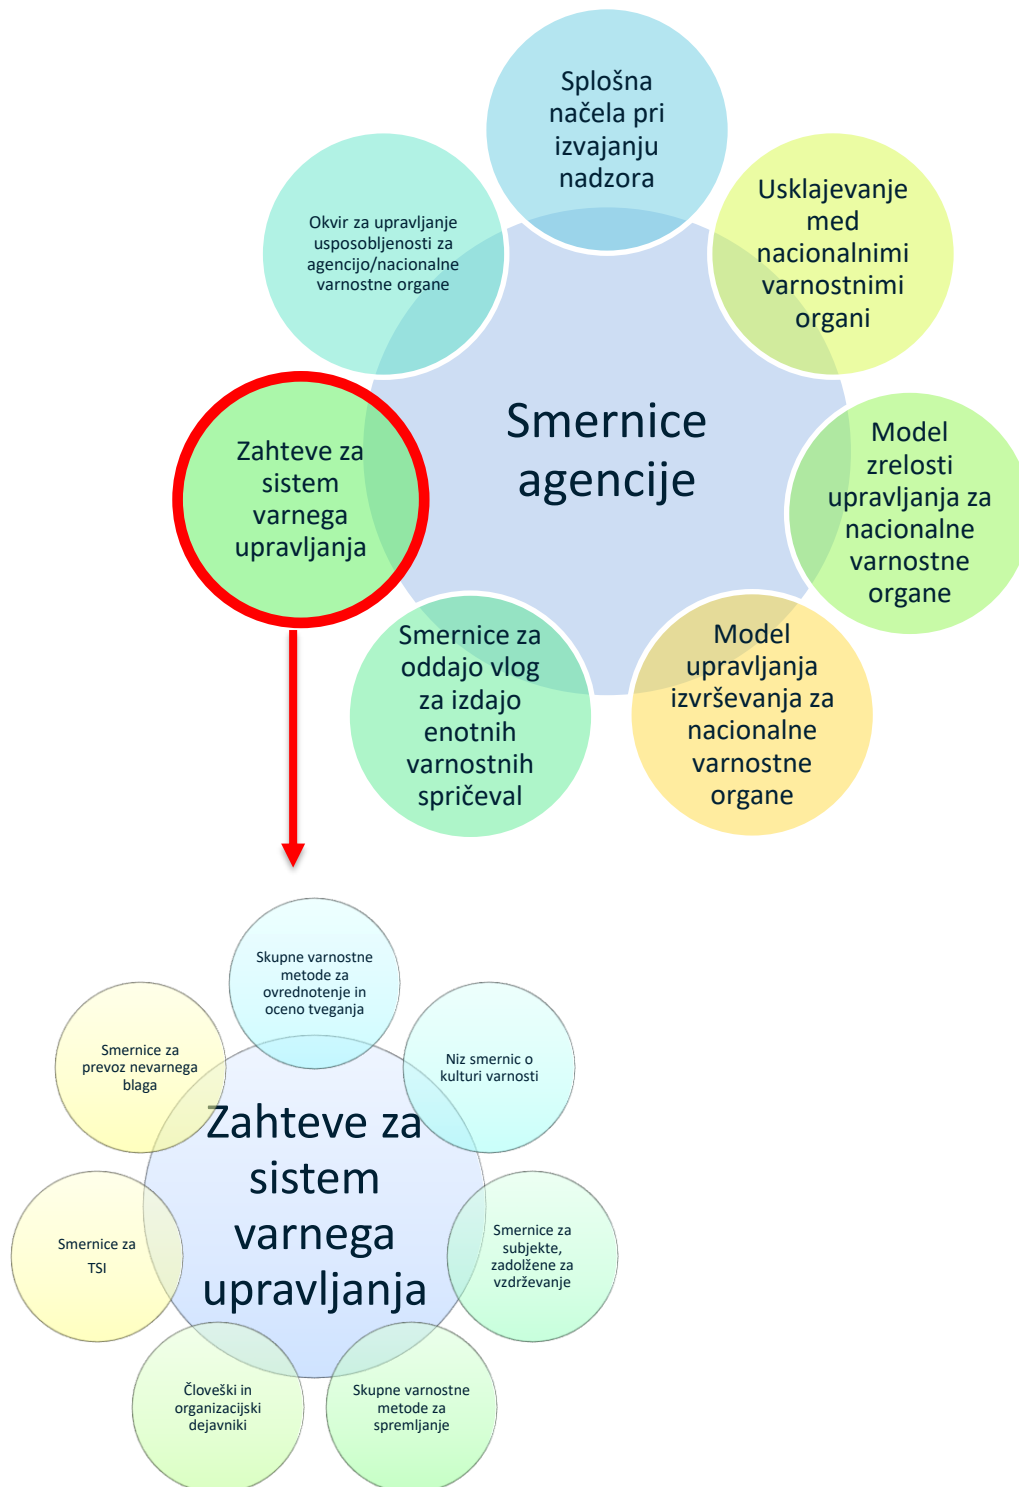 Splošna
načela pri
izvajanju
nadzora
Okvir za upravljanje
usposobljenosti za
agencijo/nacionalne
varnostne organe
Usklajevanje
med
nacionalnimi
varnostnimi
organi
Smernice
agencije
Zahteve za
sistem
varnega
upravljanja
Model
zrelosti
upravljanja za
nacionalne
varnostne
organe
Smernice za
oddajo vlog
za izdajo
enotnih
varnostnih
spričeval
Model
upravljanja
izvrševanja za
nacionalne
varnostne
organe
Skupne varnostne
metode za
ovrednotenje in
oceno tveganja
Smernice za
prevoz nevarnega
blaga
Niz smernic o
kulturi varnosti
Zahteve za
sistem
varnega
upravljanja
Smernice za
TSI
Smernice za
subjekte,
zadolžene za
vzdrževanje
Človeški in
organizacijski
dejavniki
Skupne varnostne
metode za
spremljanje